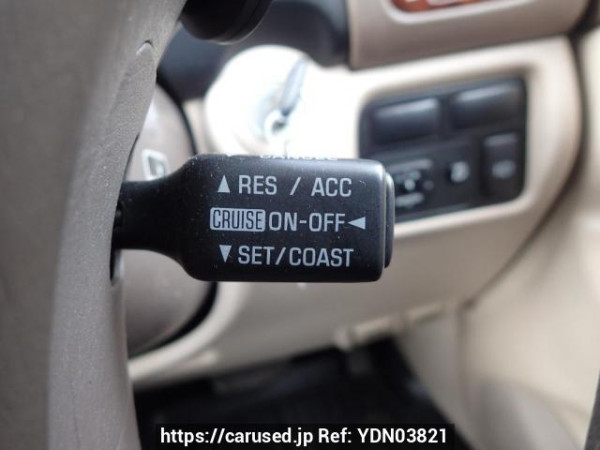 ▲ RES / ACC
CRUISE ON-OFF ◄
▼ SET/COAST
https://carused.jp Ref: YDN03821